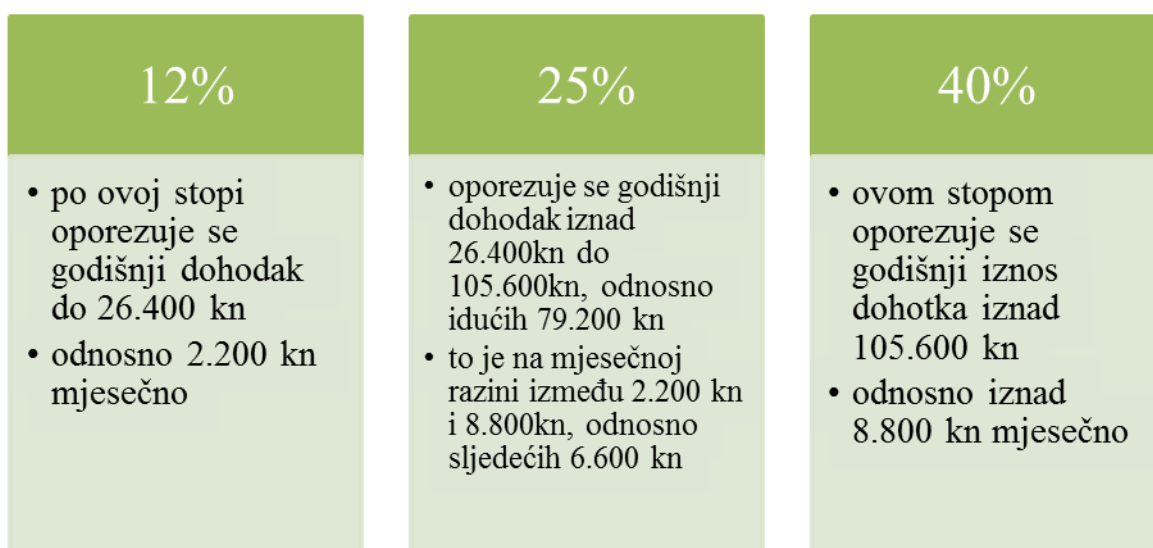 12%
• po ovoj stopi
oporezuje se
godišnji dohodak
do 26.400 kn
• odnosno 2.200 kn
mjesečno
25%
• oporezuje se godišnji
dohodak iznad
26.400kn do
105.600kn, odnosno
idućih 79.200 kn
• to je na mjesečnoj
razini između 2.200 kn
i 8.800kn, odnosno
sljedećih 6.600 kn
40%
• ovom stopom
oporezuje se
godišnji iznos
dohotka iznad
105.600 kn
• odnosno iznad
8.800 kn mjesečno